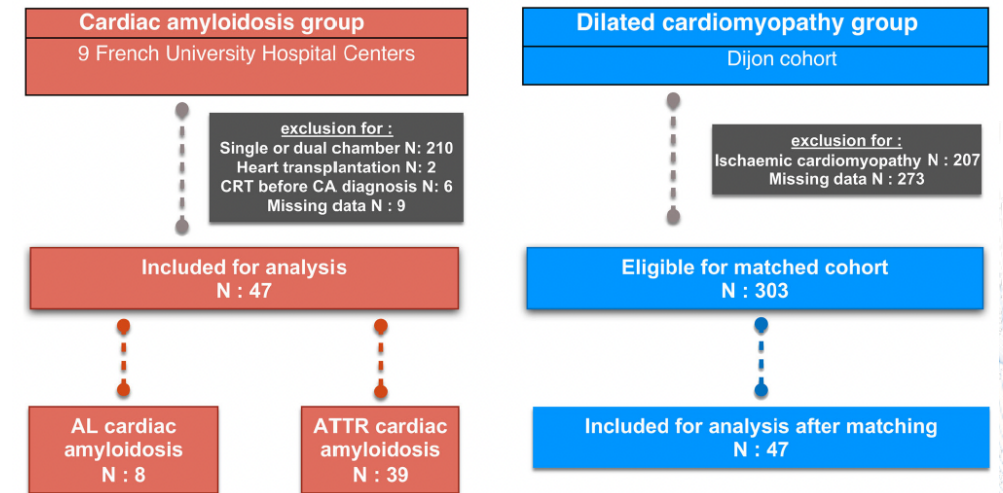 Cardiac amyloidosis group
9 French University Hospital Centers
exclusion for :
Single or dual chamber N: 210
Heart transplantation N: 2
CRT before CA diagnosis N: 6
Missing data N : 9
Included for analysis
N : 47
AL cardiac
amyloidosis
N : 8
ATTR cardiac
amyloidosis
N : 39
Dilated cardiomyopathy group
Dijon cohort
exclusion for :
Ischaemic cardiomyopathy N : 207
Missing data N : 273
Eligible for matched cohort
N : 303
Included for analysis after matching
N : 47